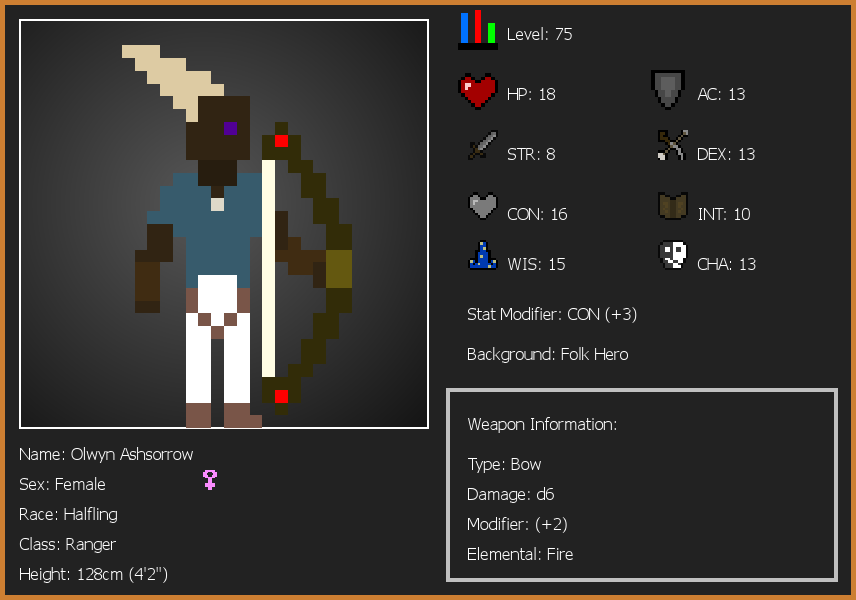 Level: 75
HP: 18
AC: 13
STR: 8
DEX: 13
CON: 16
INT: 10
WIS: 15
CHA: 13
Stat Modifier: CON (+3)
Background: Folk Hero
Weapon Information:
Type: Bow
Damage: d6
Modifier: (+2)
Elemental: Fire
Name: Olwyn Ashsorrow
Sex: Female
Race: Halfling
Class: Ranger
Height: 128cm (4'2")